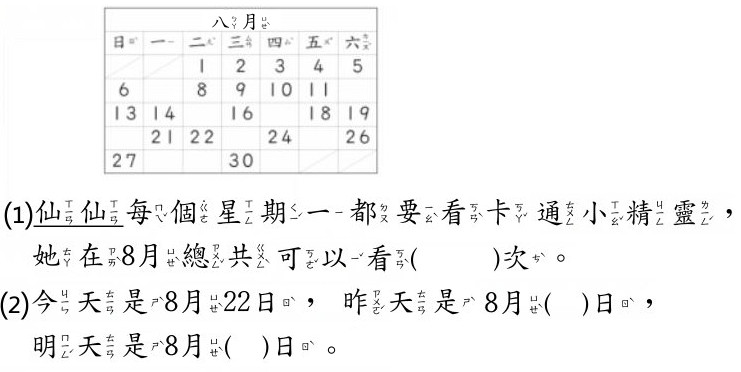 八月
日 一 二 三 四 五 六
1 2 3 4 5
6 8 9 10 11
13 14 16 18 19
21 22 24 26
27 30
(1)仙仙每個星期一都要看卡通小精靈，
她在8月總共可以看( )次。
(2)今天是8月22日，昨天是8月( )日，
明天是8月( )日。